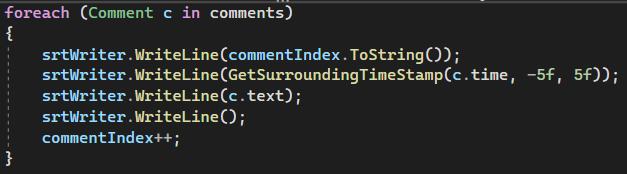 foreach (Comment c in comments)
{
    srtWriter.WriteLine(commentIndex.ToString());
    srtWriter.WriteLine(GetSurroundingTimeStamp(c.time, -5f, 5f));
    srtWriter.WriteLine(c.text);
    srtWriter.WriteLine();
    commentIndex++;
}